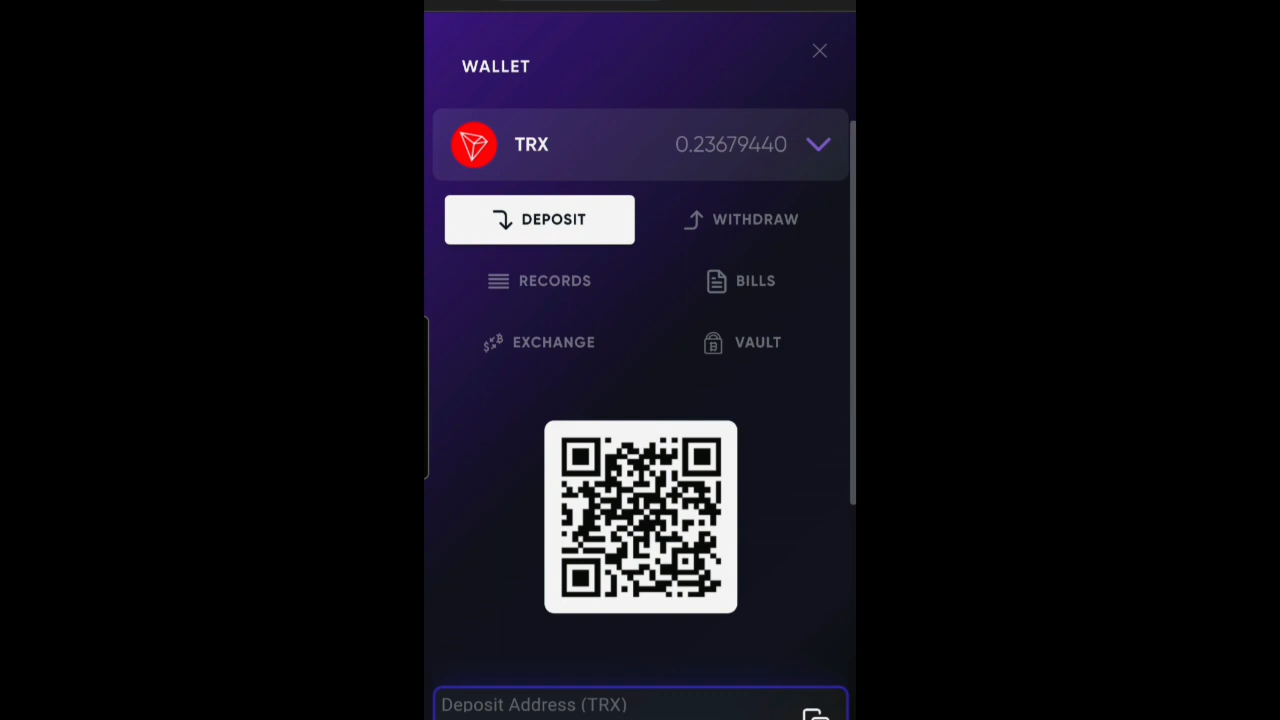 WALLET
TRX 0.23679440
DEPOSIT WITHDRAW
RECORDS BILLS
EXCHANGE VAULT
Deposit Address (TRX)